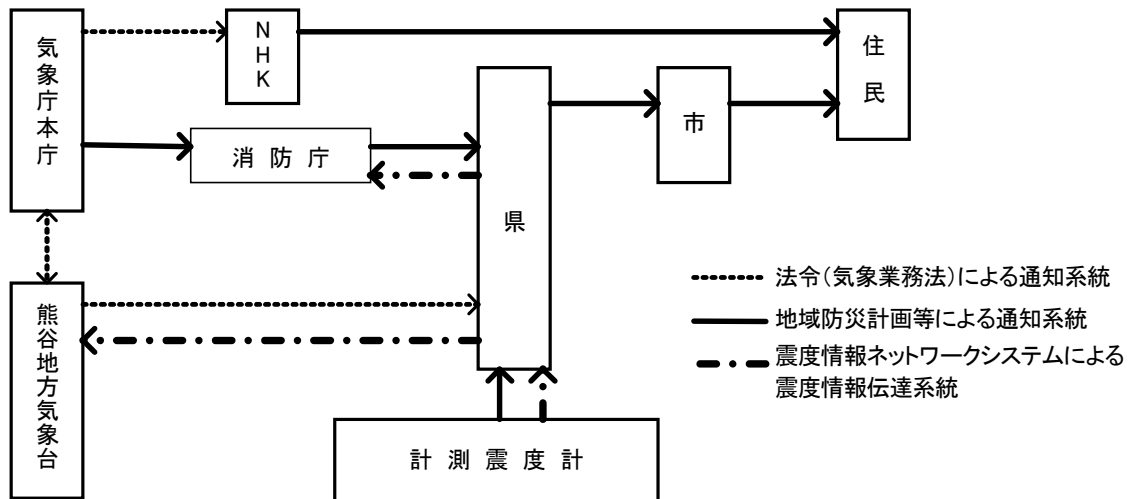 気象庁本庁
NHK
住民
消防庁
県
市
熊谷地方気象台
計測震度計
法令(気象業務法)による通知系統
地域防災計画等による通知系統
震度情報ネットワークシステムによる
震度情報伝達系統